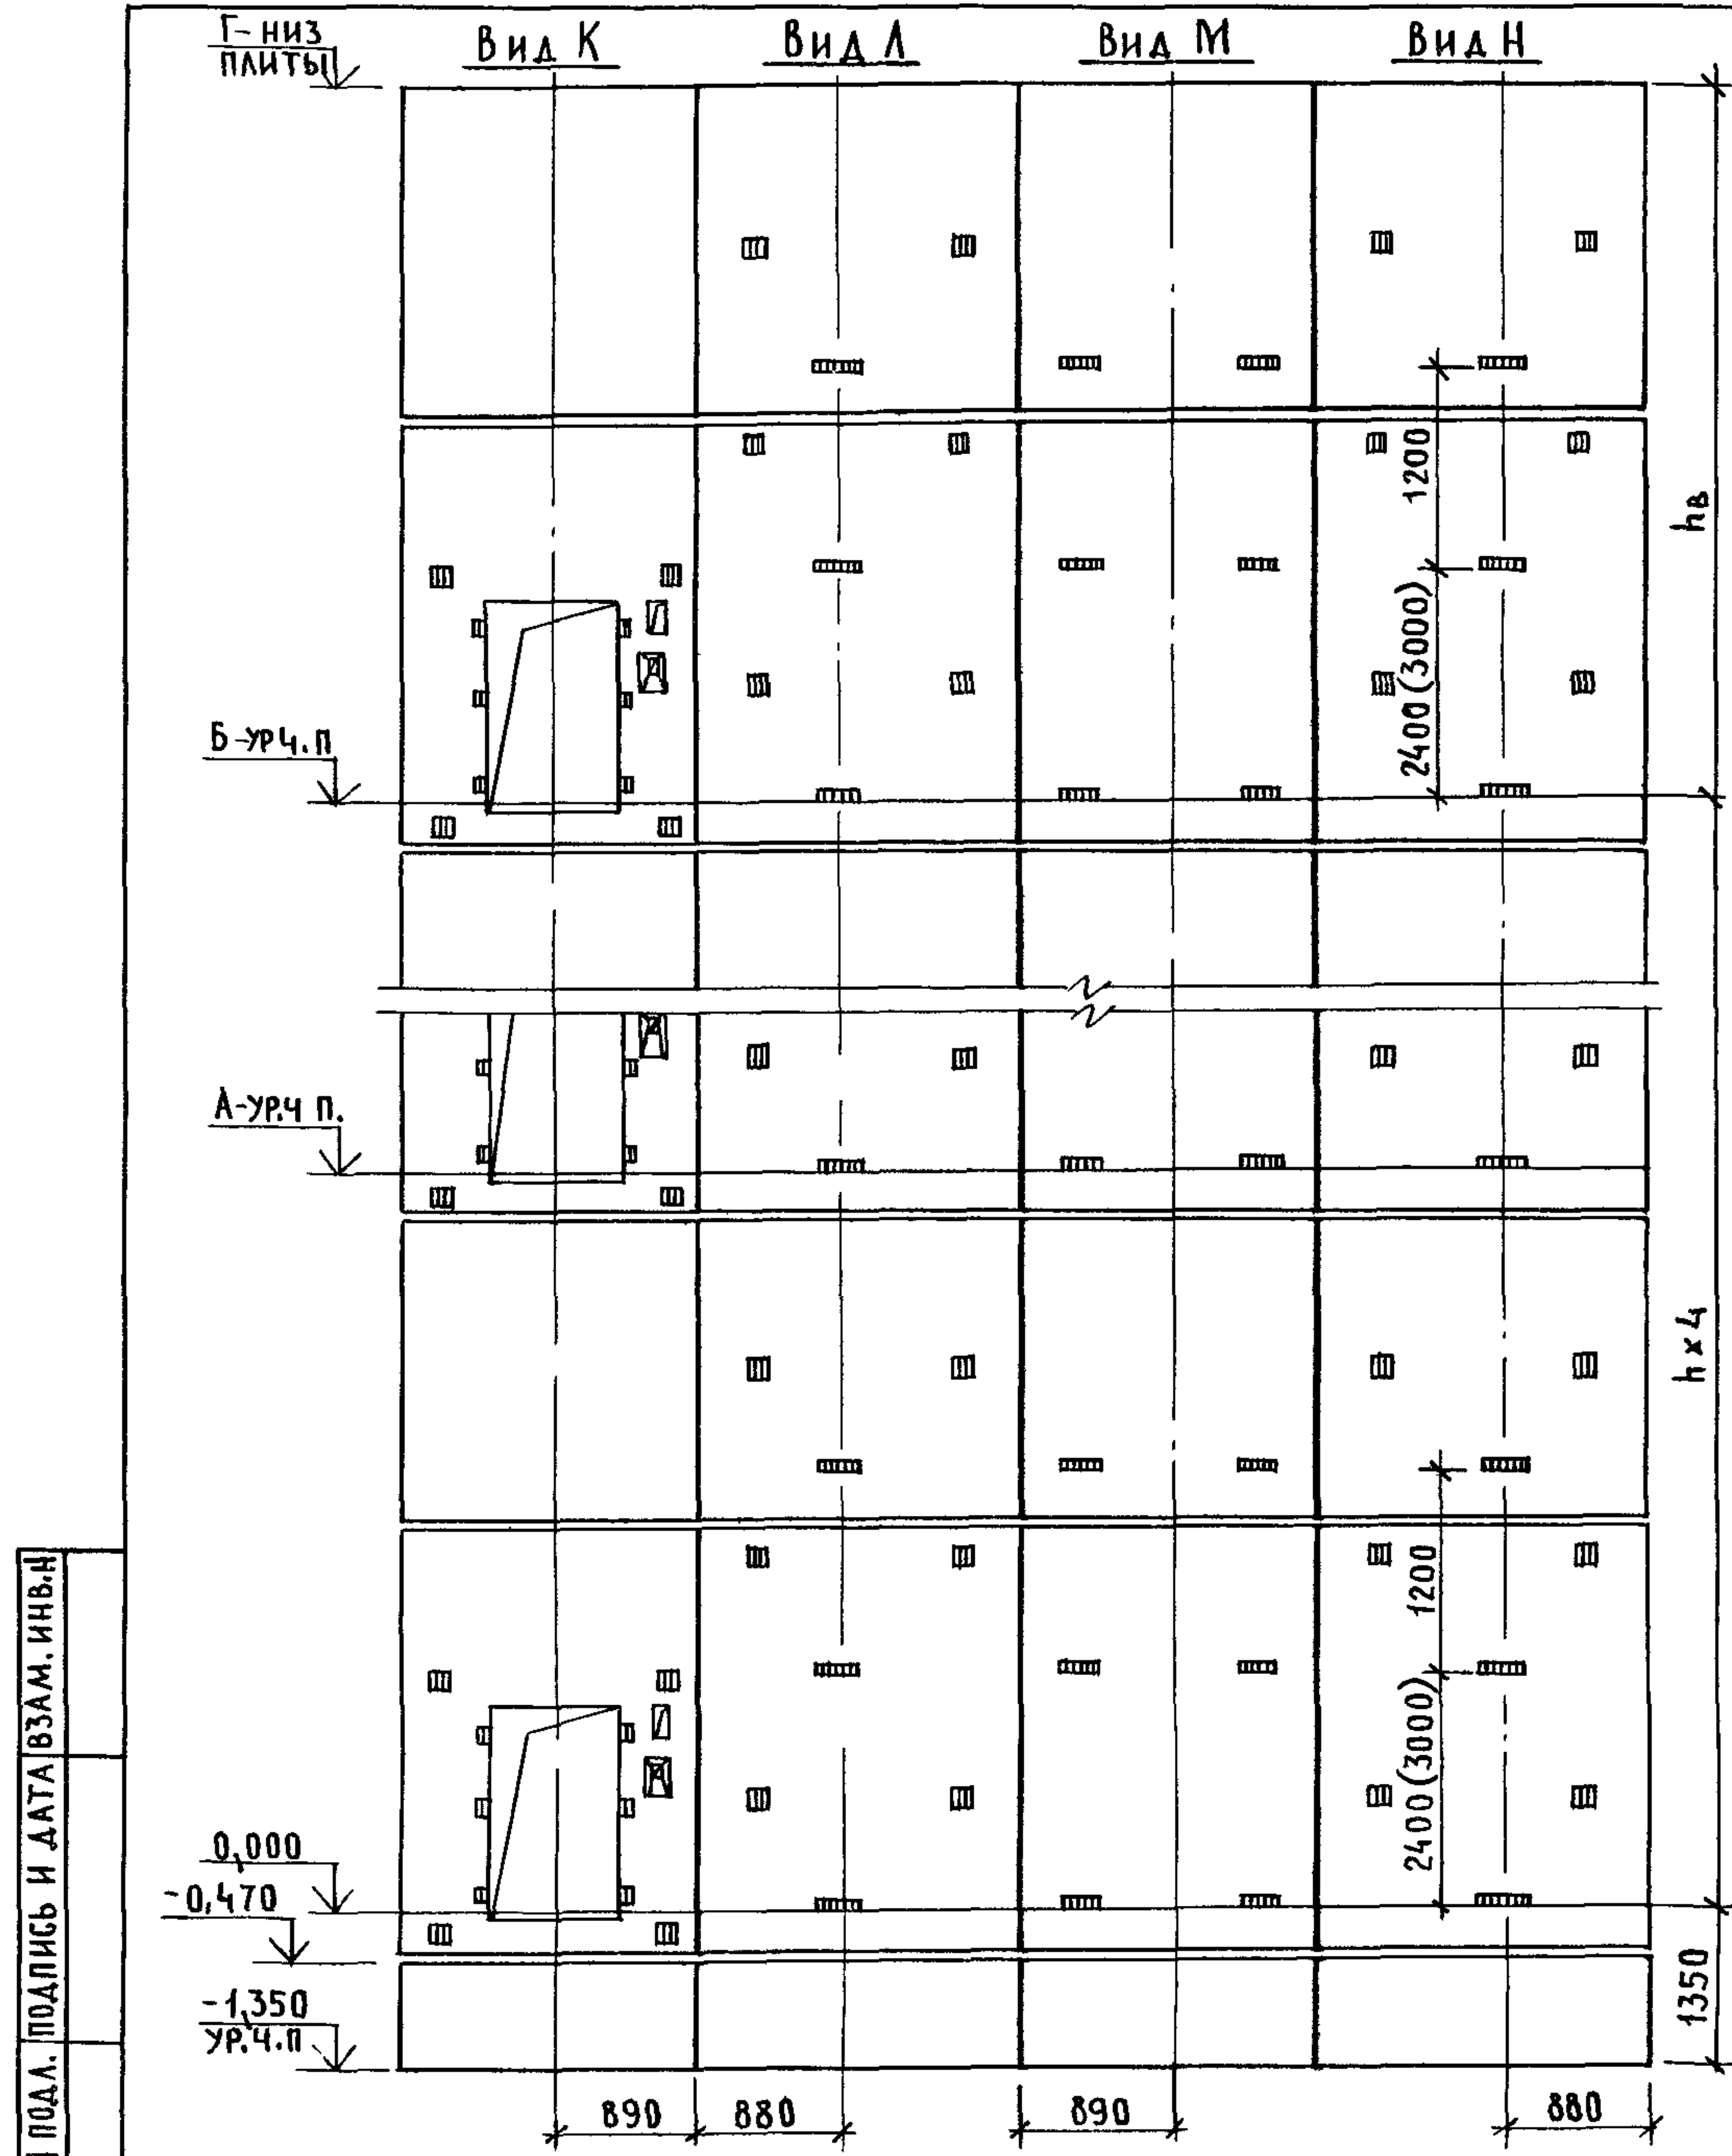 Г-НИЗ
ПЛИТЫ
Вид К
Вид Л
Вид М
Вид Н
1200
hв
2400(3000)
Б-УР Ч.П
А-УР.Ч П.
h×4
1200
2400(3000)
0,000
-0,470
-1,350
УР.Ч.П
1350
890
880
890
880
ВЗАМ.ИНВ.Н
ПОДПИСЬ И ДАТА
ПОДЛ.